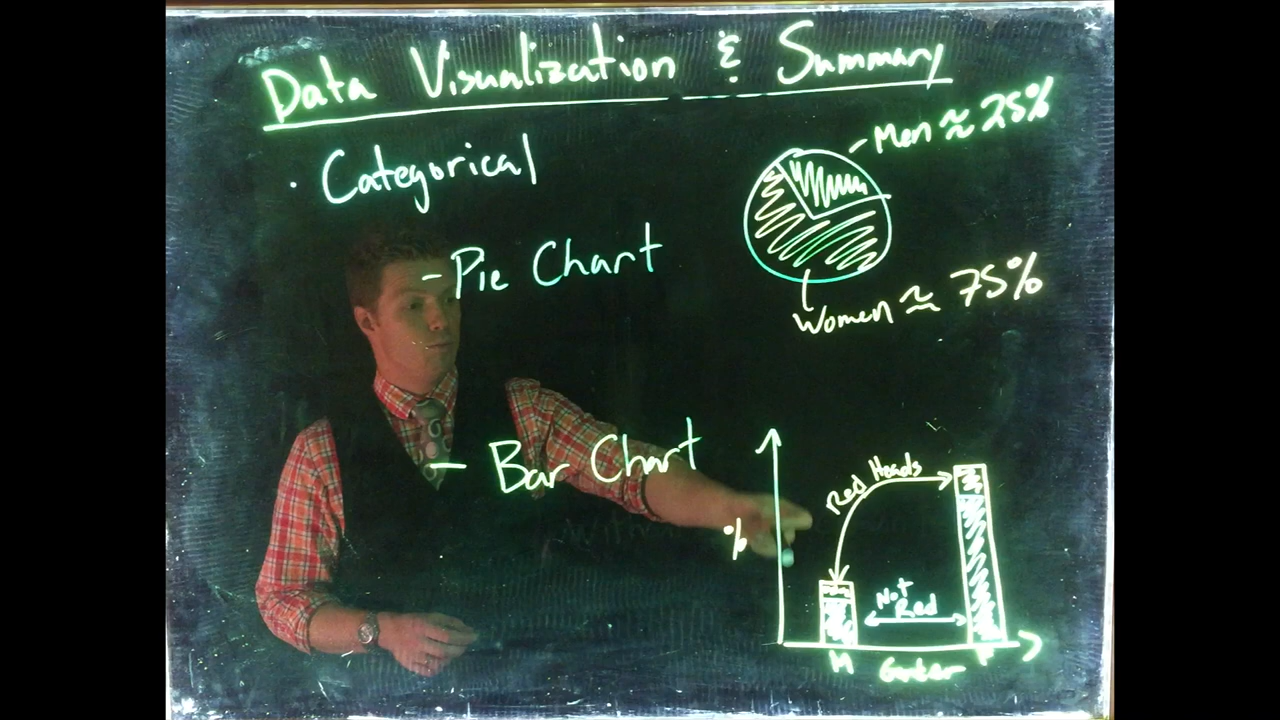 Data Visualization & Summary
· Categorical
- Pie Chart
Men ≈ 25%
Women ≈ 75%
- Bar Chart
%
Red Heads
Not
Red
M Gender F